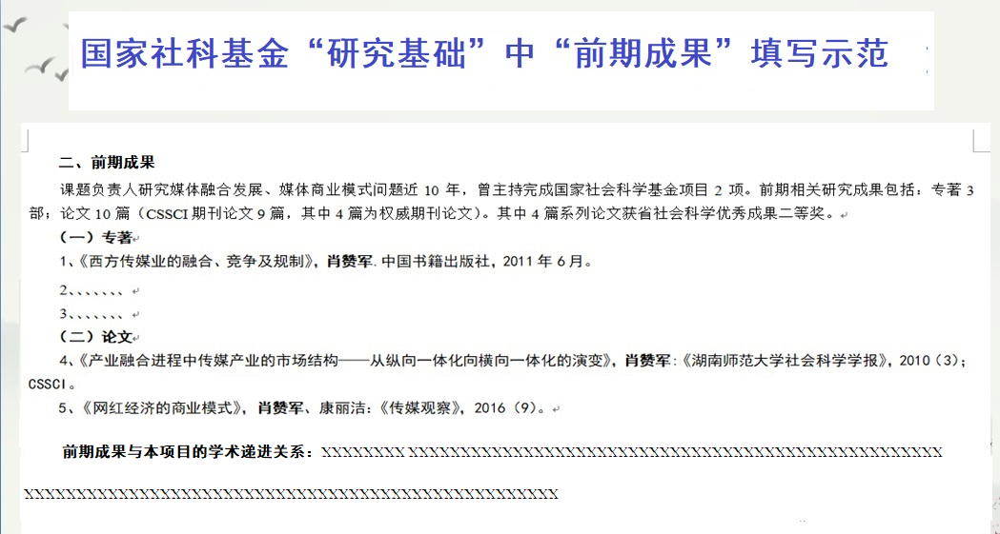 国家社科基金“研究基础”中“前期成果”填写示范
二、前期成果
课题负责人研究媒体融合发展、媒体商业模式问题近 10 年，曾主持完成国家社会科学基金项目 2 项。前期相关研究成果包括：专著 3
部；论文 10 篇（CSSCI 期刊论文 9 篇，其中 4 篇为权威期刊论文）。其中 4 篇系列论文获省社会科学优秀成果二等奖。
（一）专著
1、《西方传媒业的融合、竞争及规制》，肖赞军．中国书籍出版社，2011 年 6 月。
2、、、、、、、
3、、、、、、、
（二）论文
4、《产业融合进程中传媒产业的市场结构——从纵向一体化向横向一体化的演变》，肖赞军：《湖南师范大学社会科学学报》，2010（3）；
CSSCI。
5、《网红经济的商业模式》，肖赞军、康丽洁：《传媒观察》，2016（9）。
前期成果与本项目的学术递进关系：XXXXXXXX XXXXXXXXXXXXXXXXXXXXXXXXXXXXXXXXXXXXXXXXXXXXXXXXXXX
XXXXXXXXXXXXXXXXXXXXXXXXXXXXXXXXXXXXXXXXXXXXXXXXXXX